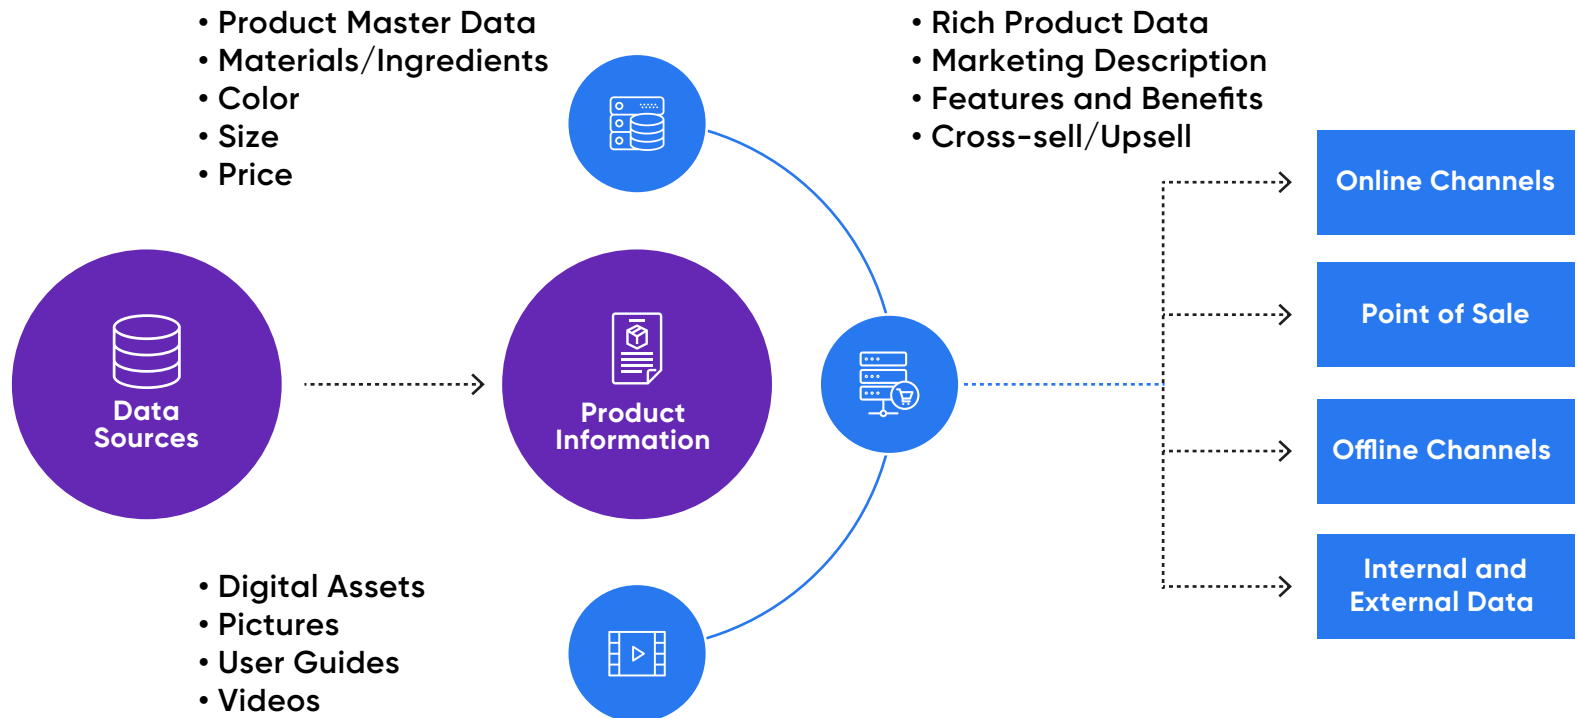 • Product Master Data
• Materials/Ingredients
• Color
• Size
• Price
• Rich Product Data
• Marketing Description
• Features and Benefits
• Cross-sell/Upsell
Data
Sources
Product
Information
Online Channels
Point of Sale
Offline Channels
Internal and
External Data
• Digital Assets
• Pictures
• User Guides
• Videos